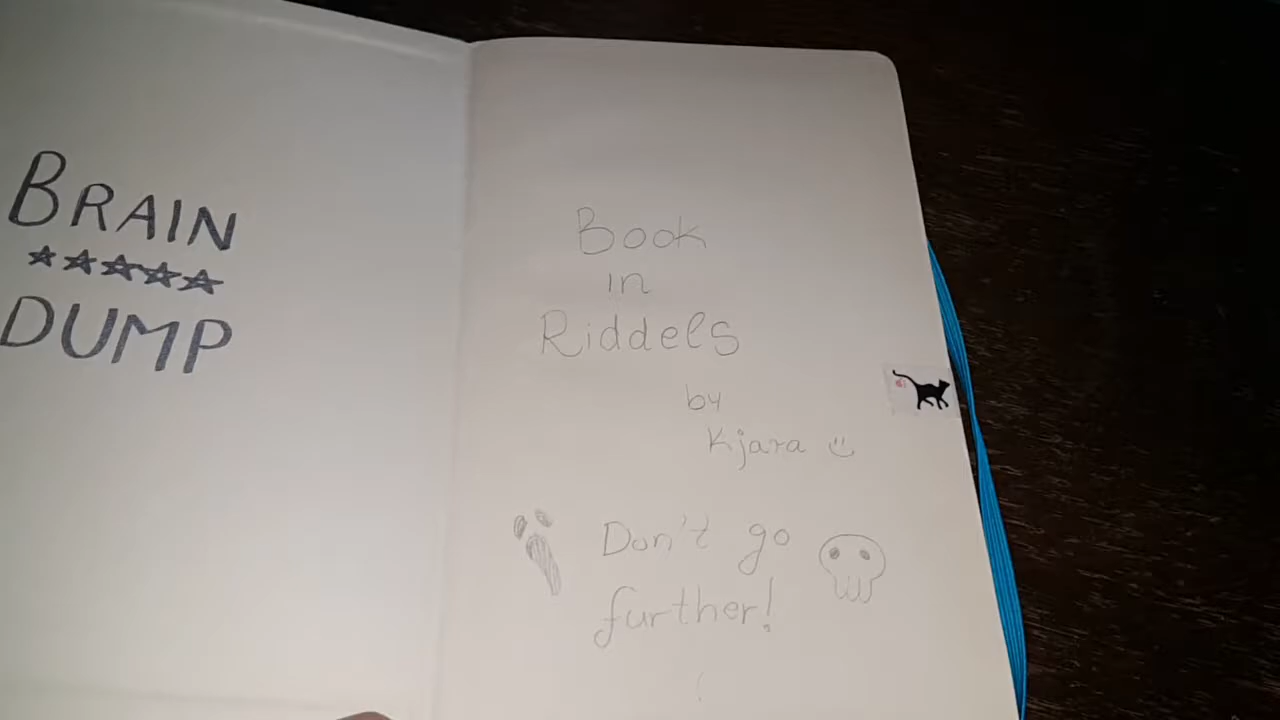 BRAIN
DUMP
Book
in
Riddels
by
Kjara
Don't go
further!